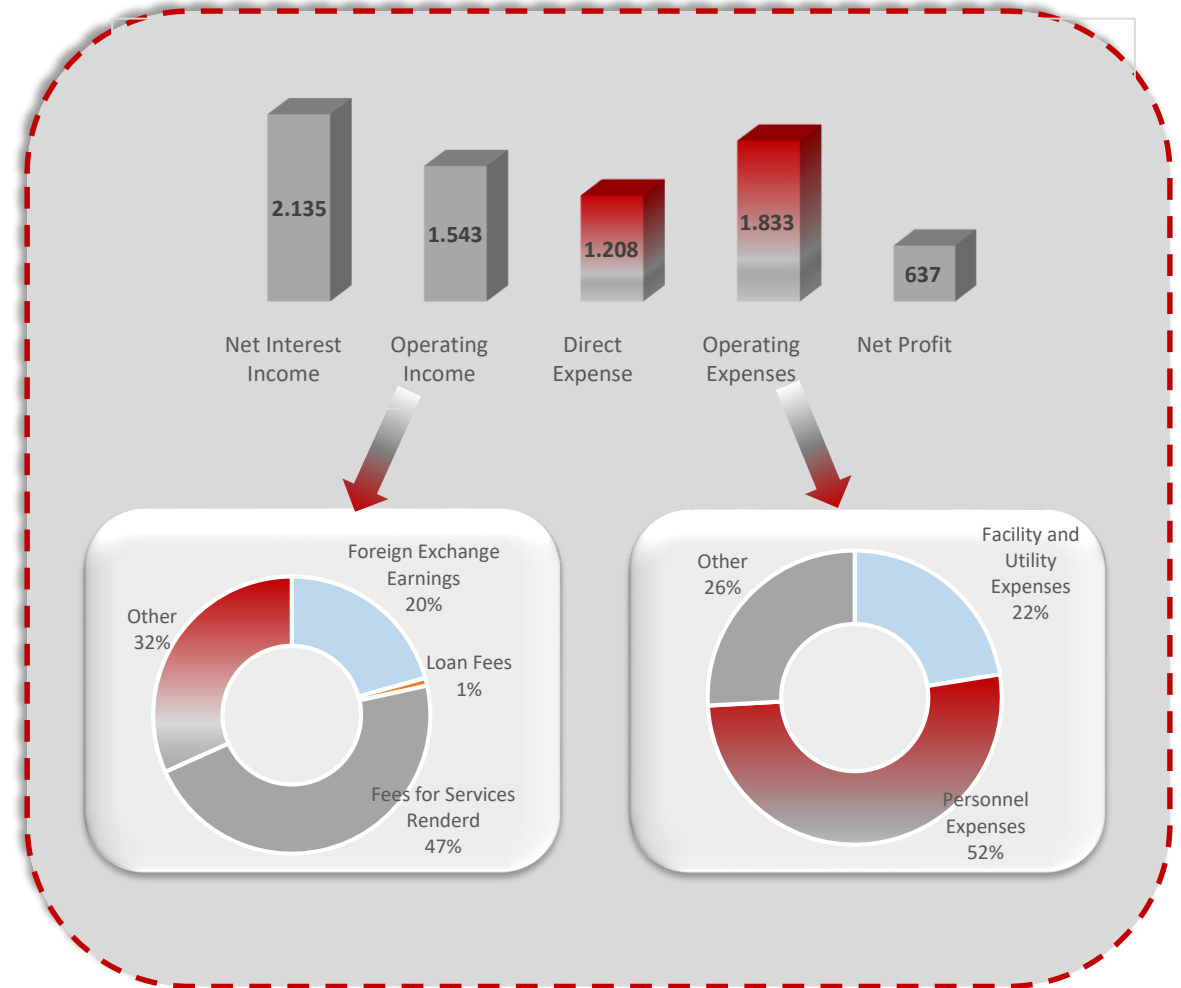 2.135
1.543
1.208
1.833
637
Net Interest
Income
Operating
Income
Direct
Expense
Operating
Expenses
Net Profit
Foreign Exchange
Earnings
20%
Loan Fees
1%
Fees for Services
Renderd
47%
Other
32%
Facility and
Utility
Expenses
22%
Personnel
Expenses
52%
Other
26%